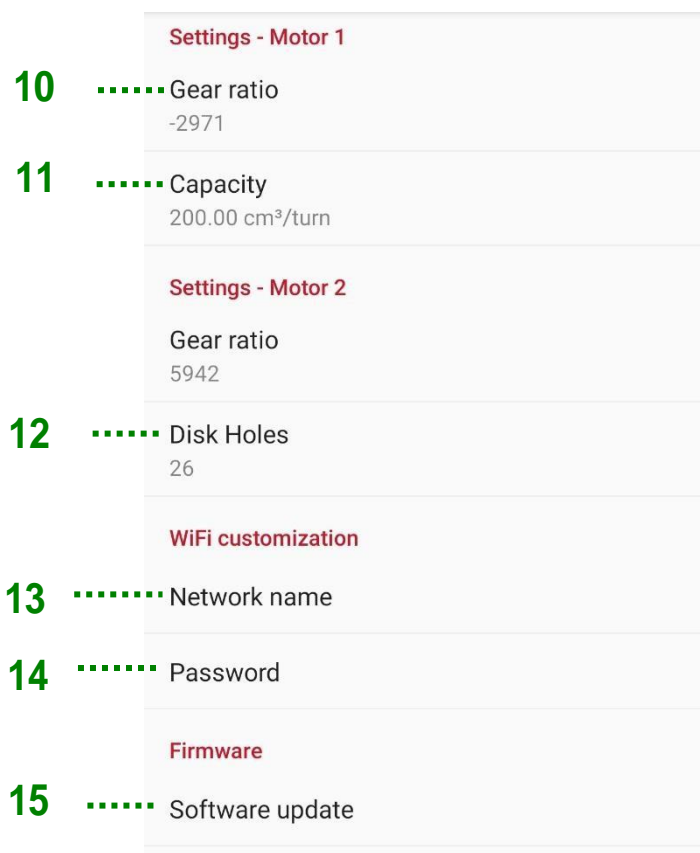 Settings - Motor 1
10 Gear ratio
-2971
11 Capacity
200.00 cm³/turn
Settings - Motor 2
Gear ratio
5942
12 Disk Holes
26
WiFi customization
13 Network name
14 Password
Firmware
15 Software update